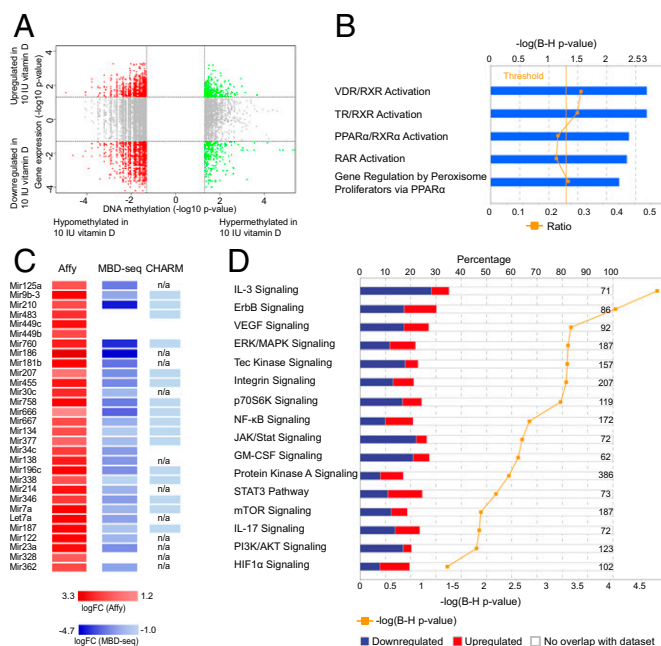 A
Upregulated in
10 IU vitamin D
Downregulated in
10 IU vitamin D
Gene expression (-log10 p-value)
4
2
0
-2
-4
-4
-2
0
2
4
DNA methylation (-log10 p-value)
Hypomethylated in
10 IU vitamin D
Hypermethylated in
10 IU vitamin D
B
-log(B-H p-value)
0 0.5 1 1.5 2 2.53
Threshold
VDR/RXR Activation
TR/RXR Activation
PPARα/RXRα Activation
RAR Activation
Gene Regulation by Peroxisome
Proliferators via PPARα
0 0.1 0.2 0.3 0.4 0.5
Ratio
C
Affy MBD-seq CHARM
Mir125a n/a
Mir9b-3
Mir210
Mir483
Mir449c
Mir449b
Mir760
Mir186 n/a
Mir181b n/a
Mir207
Mir455
Mir30c n/a
Mir758
Mir666
Mir667
Mir134
Mir377
Mir34c
Mir138 n/a
Mir196c
Mir338
Mir214 n/a
Mir346
Mir7a
Let7a n/a
Mir187
Mir122 n/a
Mir23a n/a
Mir328 n/a
Mir362 n/a
3.3 1.2
logFC (Affy)
-4.7 -1.0
logFC (MBD-seq)
D
Percentage
0 10 20 30 40 50 60 70 80 90 100
IL-3 Signaling 71
ErbB Signaling 86
VEGF Signaling 92
ERK/MAPK Signaling 187
Tec Kinase Signaling 157
Integrin Signaling 207
p70S6K Signaling 119
NF-κB Signaling 172
JAK/Stat Signaling 72
GM-CSF Signaling 62
Protein Kinase A Signaling 386
STAT3 Pathway 73
mTOR Signaling 187
IL-17 Signaling 72
PI3K/AKT Signaling 123
HIF1α Signaling 102
0 0.5 1 1-5 2 2.5 3 3.5 4 4.5
-log(B-H p-value)
-log(B-H p-value)
Downregulated Upregulated No overlap with dataset